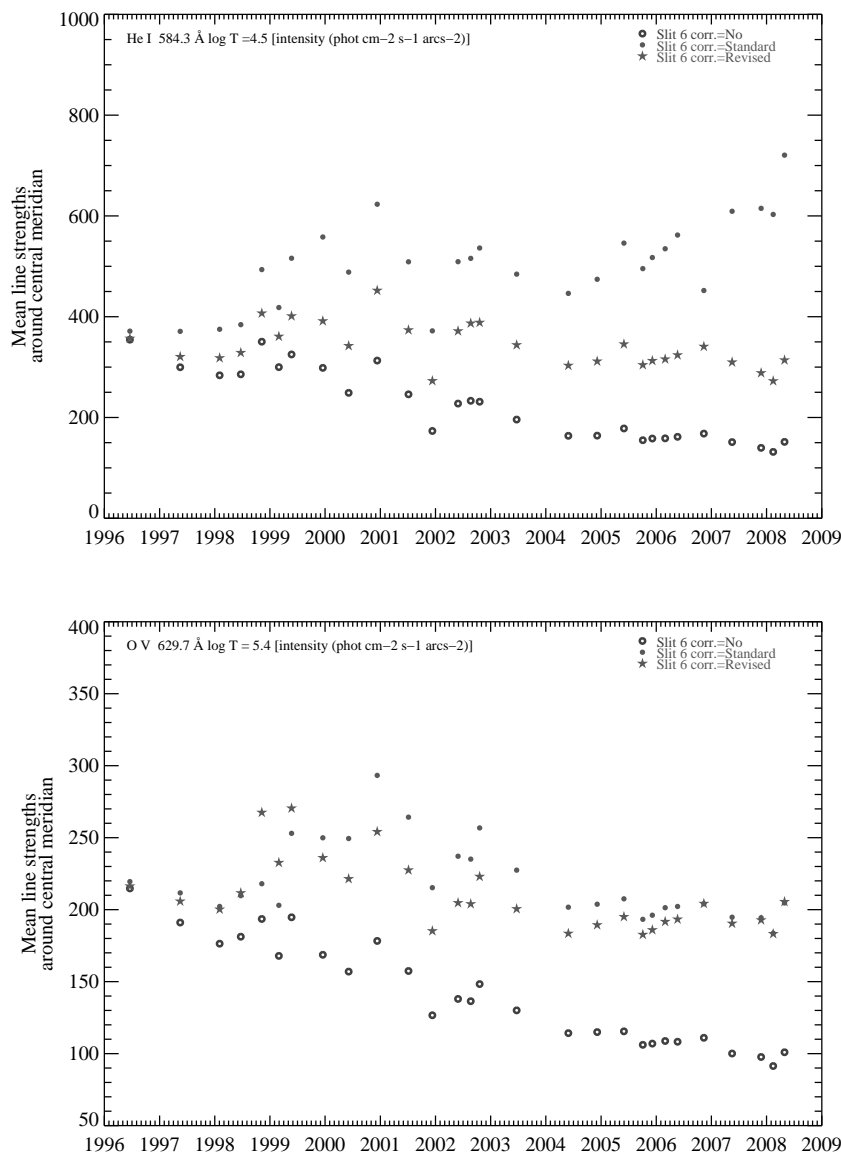 1000
He I 584.3 Å log T =4.5 [intensity (phot cm−2 s−1 arcs−2)]
Slit 6 corr.=No
Slit 6 corr.=Standard
Slit 6 corr.=Revised
800
600
400
200
0
Mean line strengths
around central meridian
1996 1997 1998 1999 2000 2001 2002 2003 2004 2005 2006 2007 2008 2009
400
O V 629.7 Å log T = 5.4 [intensity (phot cm−2 s−1 arcs−2)]
Slit 6 corr.=No
Slit 6 corr.=Standard
Slit 6 corr.=Revised
350
300
250
200
150
100
50
Mean line strengths
around central meridian
1996 1997 1998 1999 2000 2001 2002 2003 2004 2005 2006 2007 2008 2009